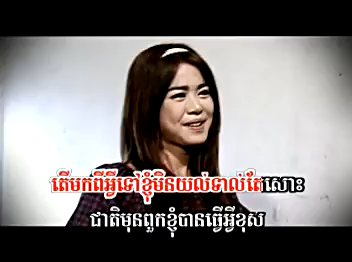 តើមកពីអ្វីទៅខ្ញុំមិនយល់ទាល់តែសោះ
ជាតិមុនពួកខ្ញុំបានធ្វើអ្វីខុស